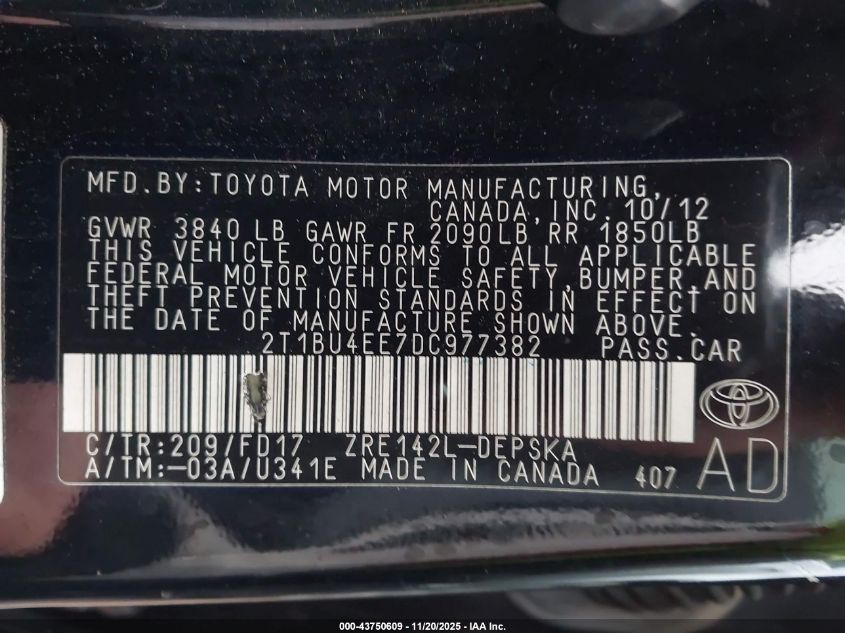 MFD.BY:TOYOTA MOTOR MANUFACTURING,
CANADA,INC. 10/12
GVWR 3840 LB GAWR FR 2090LB RR 1850LB
THIS VEHICLE CONFORMS TO ALL APPLICABLE
FEDERAL MOTOR VEHICLE SAFETY,BUMPER,AND
THEFT PREVENTION STANDARDS IN EFFECT ON
THE DATE OF MANUFACTURE SHOWN ABOVE.
2T1BU4EE7DC977382 PASS.CAR
C/TR:209/FD17 ZRE142L-DEPSKA
A/TM:-03A/U341E MADE IN CANADA 407 AD
000-43750609 - 11/20/2025 - IAA Inc.